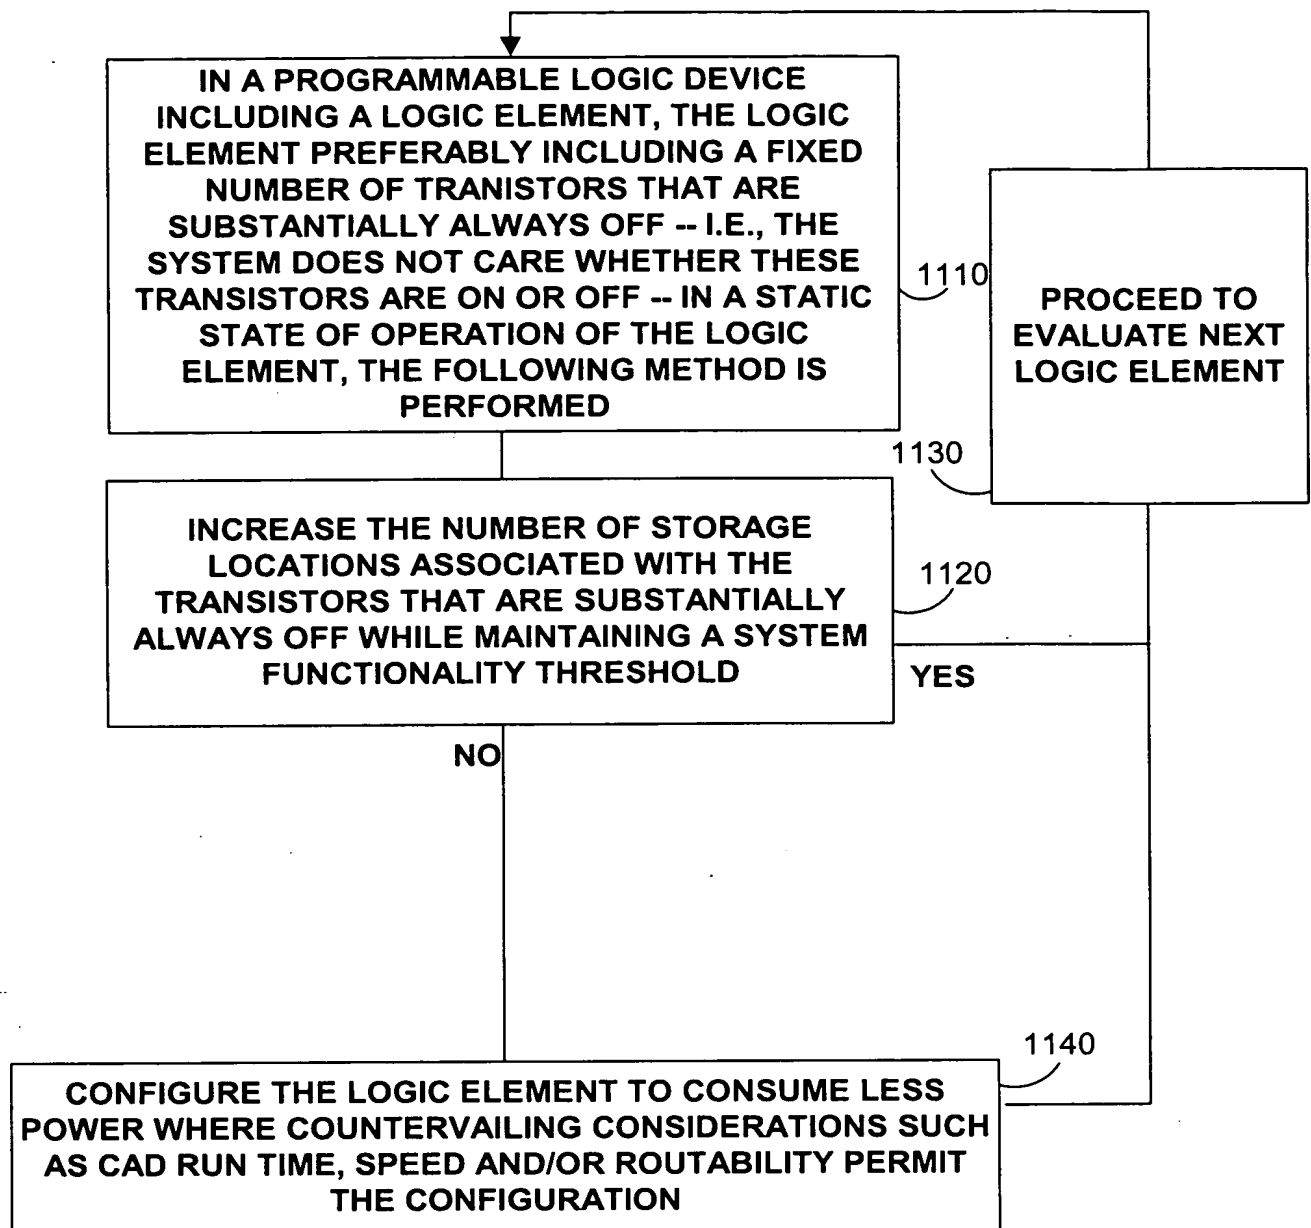 IN A PROGRAMMABLE LOGIC DEVICE
INCLUDING A LOGIC ELEMENT, THE LOGIC
ELEMENT PREFERABLY INCLUDING A FIXED
NUMBER OF TRANISTORS THAT ARE
SUBSTANTIALLY ALWAYS OFF -- I.E., THE
SYSTEM DOES NOT CARE WHETHER THESE
TRANSISTORS ARE ON OR OFF -- IN A STATIC
STATE OF OPERATION OF THE LOGIC
ELEMENT, THE FOLLOWING METHOD IS
PERFORMED
1110
PROCEED TO
EVALUATE NEXT
LOGIC ELEMENT
1130
INCREASE THE NUMBER OF STORAGE
LOCATIONS ASSOCIATED WITH THE
TRANSISTORS THAT ARE SUBSTANTIALLY
ALWAYS OFF WHILE MAINTAINING A SYSTEM
FUNCTIONALITY THRESHOLD
1120
YES
NO
1140
CONFIGURE THE LOGIC ELEMENT TO CONSUME LESS
POWER WHERE COUNTERVAILING CONSIDERATIONS SUCH
AS CAD RUN TIME, SPEED AND/OR ROUTABILITY PERMIT
THE CONFIGURATION